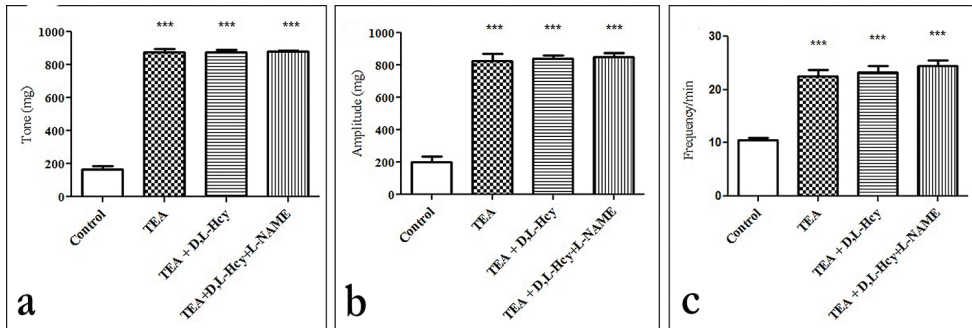 ***
***
***
1000
800
600
400
200
0
Tone (mg)
Control
TEA
TEA + D,L-Hcy
TEA+D,L-Hcy+L-NAME
a
***
***
***
1000
800
600
400
200
0
Amplitude (mg)
Control
TEA
TEA + D,L-Hcy
TEA + D,L-Hcy+L-NAME
b
***
***
***
30
20
10
0
Frequency/min
Control
TEA
TEA + D,L-Hcy
TEA + D,L-Hcy+L-NAME
c